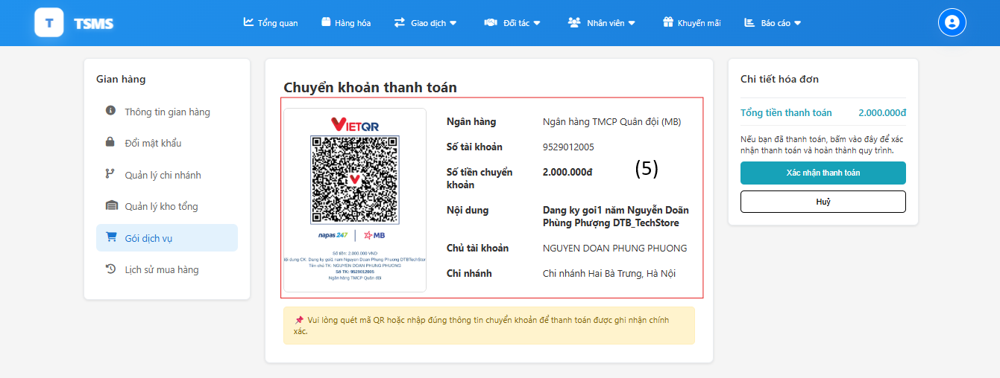 T TSMS
Tổng quan
Hàng hóa
Giao dịch
Đối tác
Nhân viên
Khuyến mãi
Báo cáo
Gian hàng
Thông tin gian hàng
Đổi mật khẩu
Quản lý chi nhánh
Quản lý kho tổng
Gói dịch vụ
Lịch sử mua hàng
Chuyển khoản thanh toán
VIETQR
napas 247 | MB
Số tiền: 2.000.000 VND
ội dung CK: Dang ky goi1 nam Nguyen Doan Phung Phuong DTBTechStor
Tên chủ TK: NGUYEN DOAN PHUNG PHUONG
Số TK: 9529012005
Ngân hàng TMCP Quân đội
Ngân hàng Ngân hàng TMCP Quân đội (MB)
Số tài khoản 9529012005
Số tiền chuyển 2.000.000đ
khoản
(5)
Nội dung Dang ky goi1 năm Nguyễn Doãn
Phùng Phượng DTB_TechStore
Chủ tài khoản NGUYEN DOAN PHUNG PHUONG
Chi nhánh Chi nhánh Hai Bà Trưng, Hà Nội
Vui lòng quét mã QR hoặc nhập đúng thông tin chuyển khoản để thanh toán được ghi nhận chính
xác.
Chi tiết hóa đơn
Tổng tiền thanh toán 2.000.000đ
Nếu bạn đã thanh toán, bấm vào đây để xác
nhận thanh toán và hoàn thành quy trình.
Xác nhận thanh toán
Huỷ